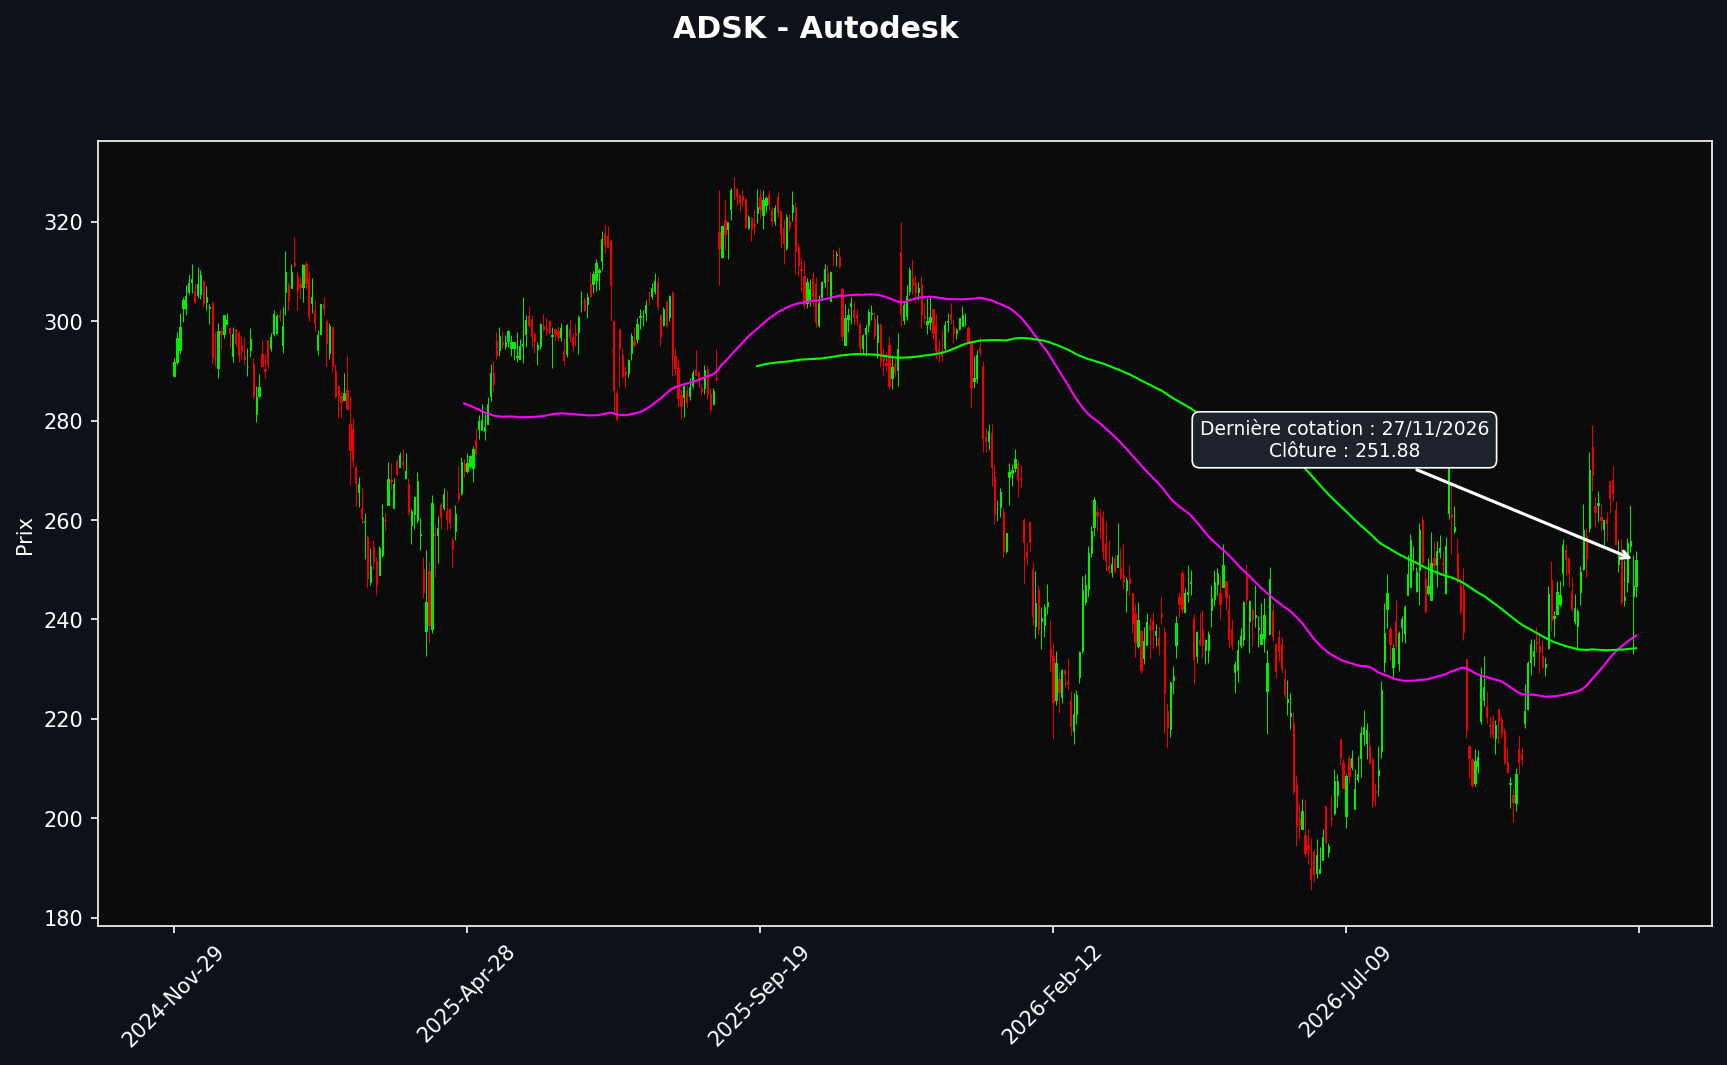 ADSK - Autodesk
Prix
320
300
280
260
240
220
200
180
Dernière cotation : 27/11/2026
Clôture : 251.88
2024-Nov-29
2025-Apr-28
2025-Sep-19
2026-Feb-12
2026-Jul-09